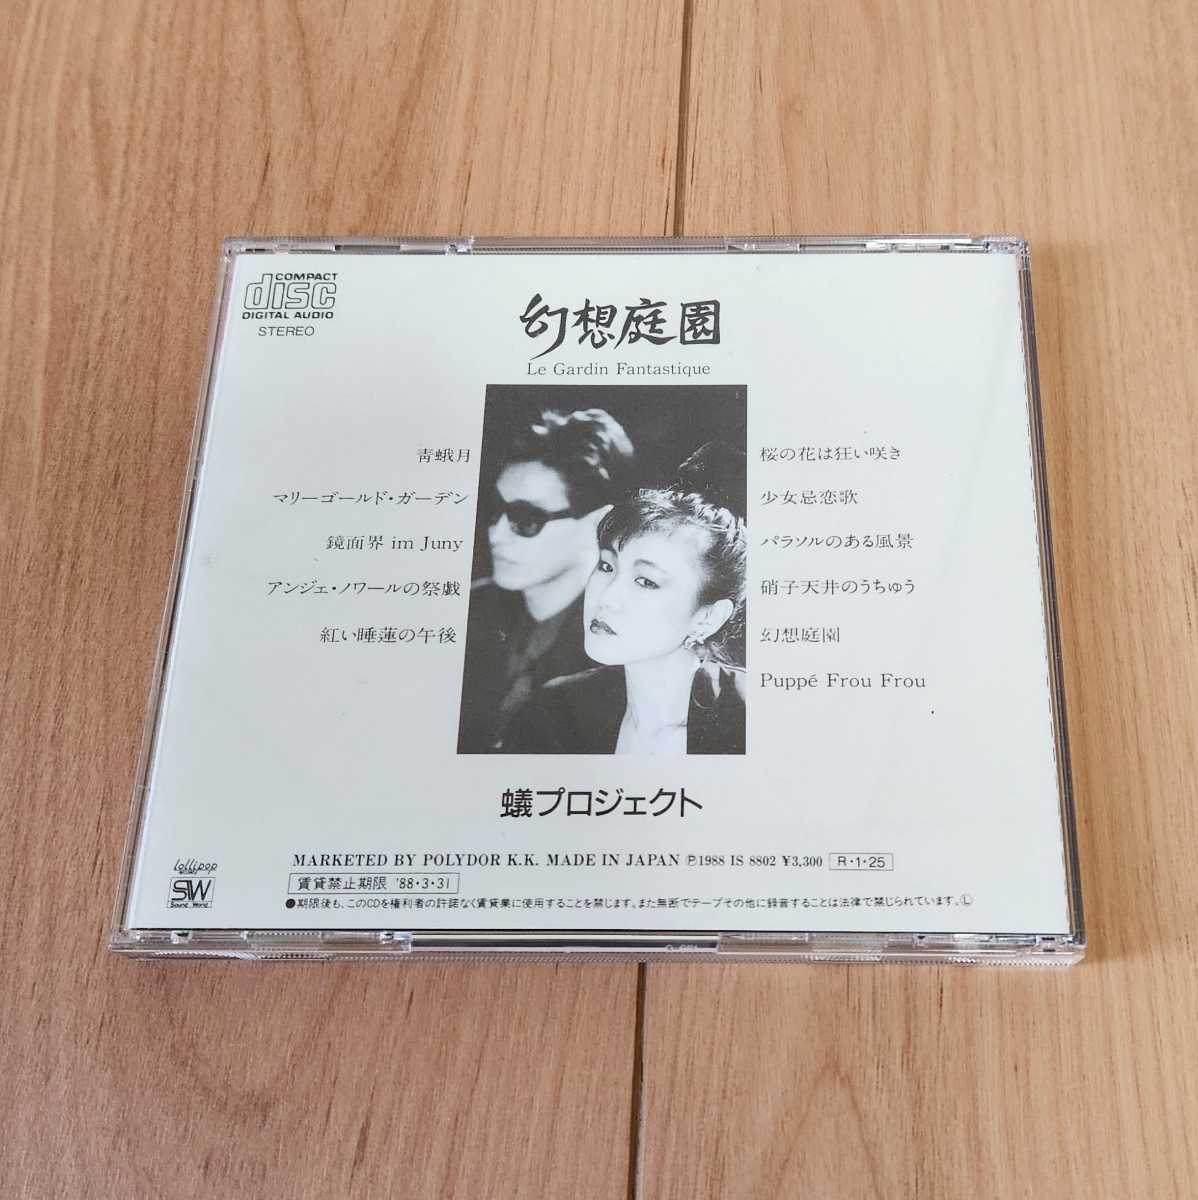 COMPACT
disc
DIGITAL AUDIO
STEREO
幻想庭園
Le Gardin Fantastique
青蛾月
マリーゴールド・ガーデン
鏡面界 im Juny
アンジェ・ノワールの祭戯
紅い睡蓮の午後
桜の花は狂い咲き
少女忌恋歌
パラソルのある風景
硝子天井のうちゅう
幻想庭園
Puppé Frou Frou
蟻プロジェクト
lollipop
SW
Sound World
MARKETED BY POLYDOR K.K. MADE IN JAPAN Ⓟ1988 IS 8802 ¥3,300 R・1・25
賃貸禁止期限 '88・3・31
●期限後も、このCDを権利者の許諾なく賃貸業に使用することを禁じます。また無断でテープその他に録音することは法律で禁じられています。Ⓛ